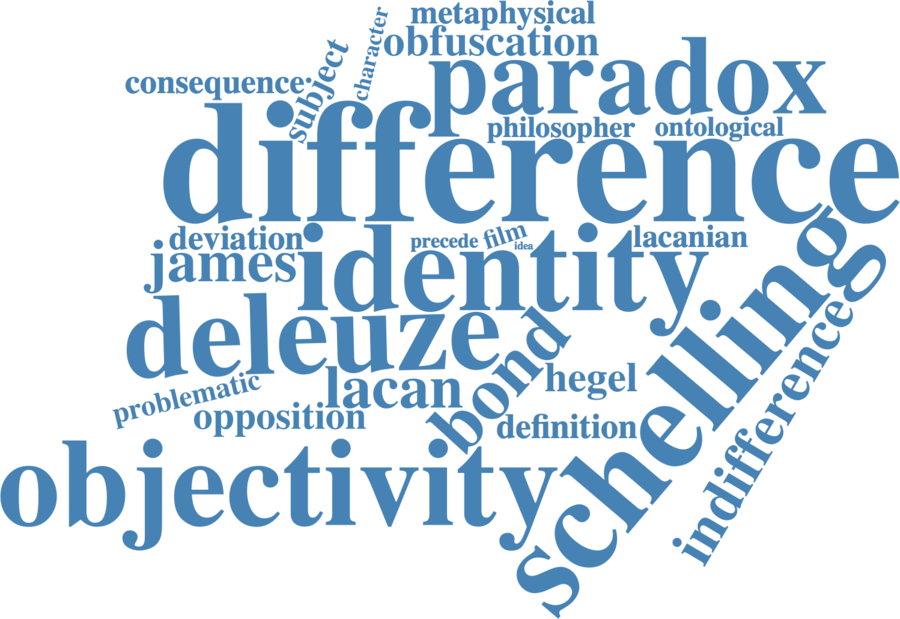 metaphysical
character
obfuscation
subject
paradox
consequence:
philosopher
ontological
difference
deviation
precede
film
idea
lacanian
james
identity
schelling
deleuze
bond
indifference
problematic
lacan
hegel
opposition
definition
objectivity